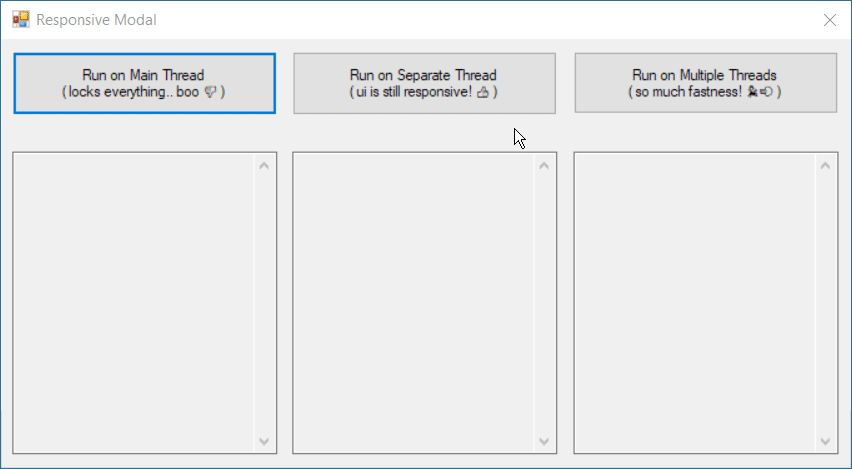 Responsive Modal
Run on Main Thread
( locks everything.. boo 👎 )
Run on Separate Thread
( ui is still responsive! 👍 )
Run on Multiple Threads
( so much fastness! )